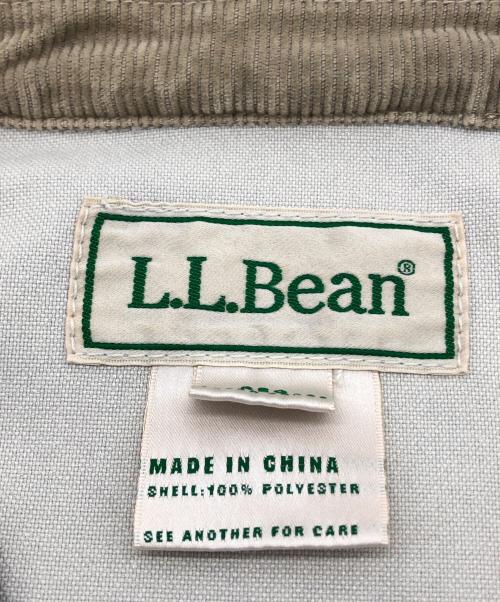 L.L.Bean®
MADE IN CHINA
SHELL:100% POLYESTER
SEE ANOTHER FOR CARE